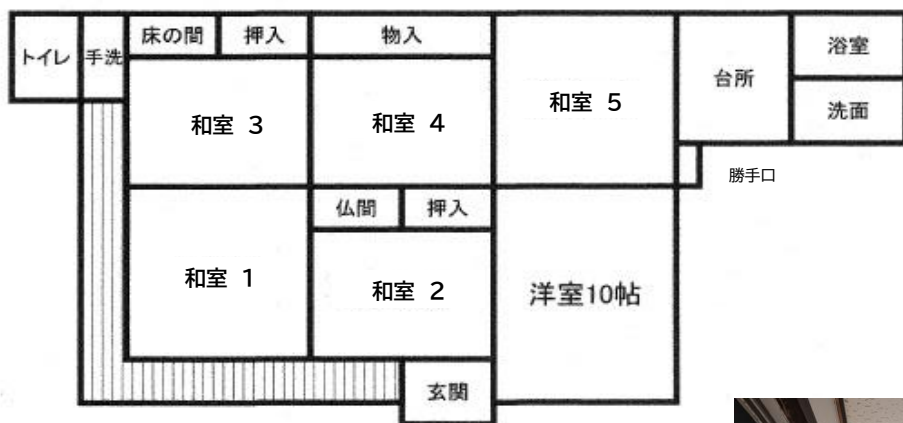 トイレ
手洗
床の間
押入
物入
和室 5
台所
浴室
洗面
和室 3
和室 4
勝手口
仏間
押入
和室 1
和室 2
洋室10帖
玄関